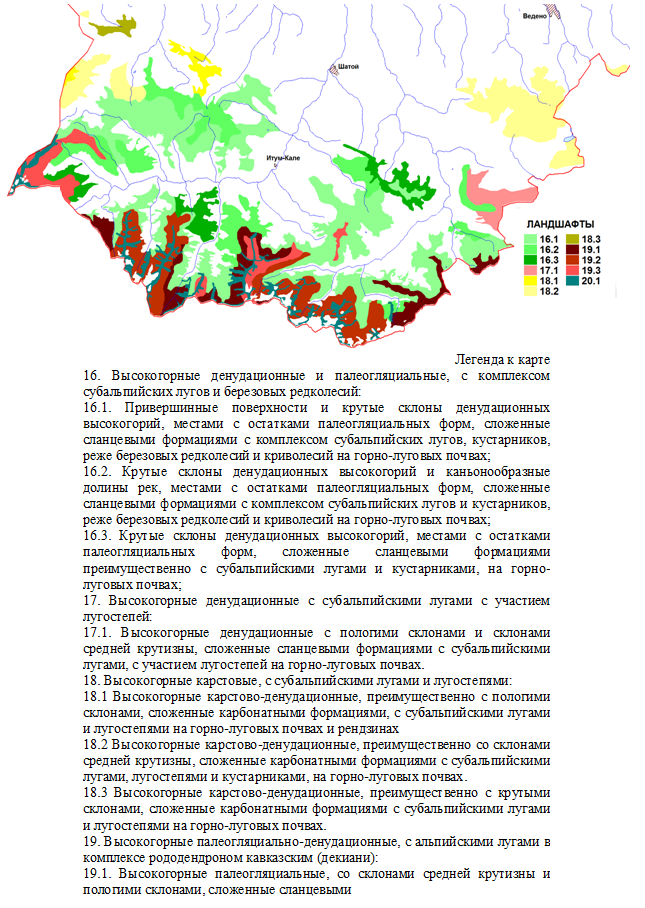 Ведено
Шатой
Итум-Кале
ЛАНДШАФТЫ
16.1 18.3
16.2 19.1
16.3 19.2
17.1 19.3
18.1 20.1
18.2
Легенда к карте
16. Высокогорные денудационные и палеогляциальные, с комплексом
субальпийских лугов и березовых редколесий:
16.1. Привершинные поверхности и крутые склоны денудационных
высокогорий, местами с остатками палеогляциальных форм, сложенные
сланцевыми формациями с комплексом субальпийских лугов, кустарников,
реже березовых редколесий и криволесий на горно-луговых почвах;
16.2. Крутые склоны денудационных высокогорий и каньонообразные
долины рек, местами с остатками палеогляциальных форм, сложенные
сланцевыми формациями с комплексом субальпийских лугов и кустарников,
реже березовых редколесий и криволесий на горно-луговых почвах;
16.3. Крутые склоны денудационных высокогорий, местами с остатками
палеогляциальных форм, сложенные сланцевыми формациями
преимущественно с субальпийскими лугами и кустарниками, на горно-
луговых почвах;
17. Высокогорные денудационные с субальпийскими лугами с участием
лугостепей:
17.1. Высокогорные денудационные с пологими склонами и склонами
средней крутизны, сложенные сланцевыми формациями с субальпийскими
лугами, с участием лугостепей на горно-луговых почвах.
18. Высокогорные карстовые, с субальпийскими лугами и лугостепями:
18.1 Высокогорные карстово-денудационные, преимущественно с пологими
склонами, сложенные карбонатными формациями, с субальпийскими лугами
и лугостепями на горно-луговых почвах и рендзинах
18.2 Высокогорные карстово-денудационные, преимущественно со склонами
средней крутизны, сложенные карбонатными формациями с субальпийскими
лугами, лугостепями и кустарниками, на горно-луговых почвах.
18.3 Высокогорные карстово-денудационные, преимущественно с крутыми
склонами, сложенные карбонатными формациями с субальпийскими лугами
и лугостепями на горно-луговых почвах.
19. Высокогорные палеогляциально-денудационные, с альпийскими лугами в
комплексе рододендроном кавказским (декиани):
19.1. Высокогорные палеогляциальные, со склонами средней крутизны и
пологими склонами, сложенные сланцевыми